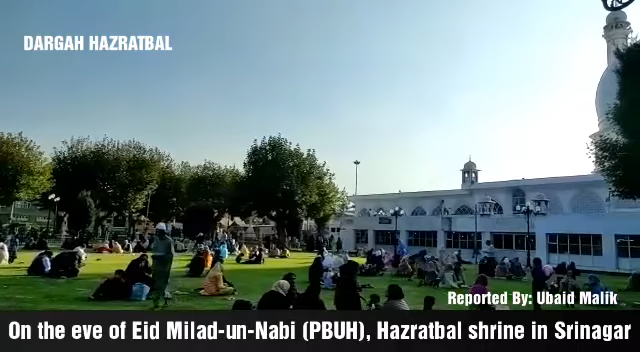 DARGAH HAZRATBAL
Reported By: Ubaid Malik
On the eve of Eid Milad-un-Nabi (PBUH), Hazratbal shrine in Srinagar